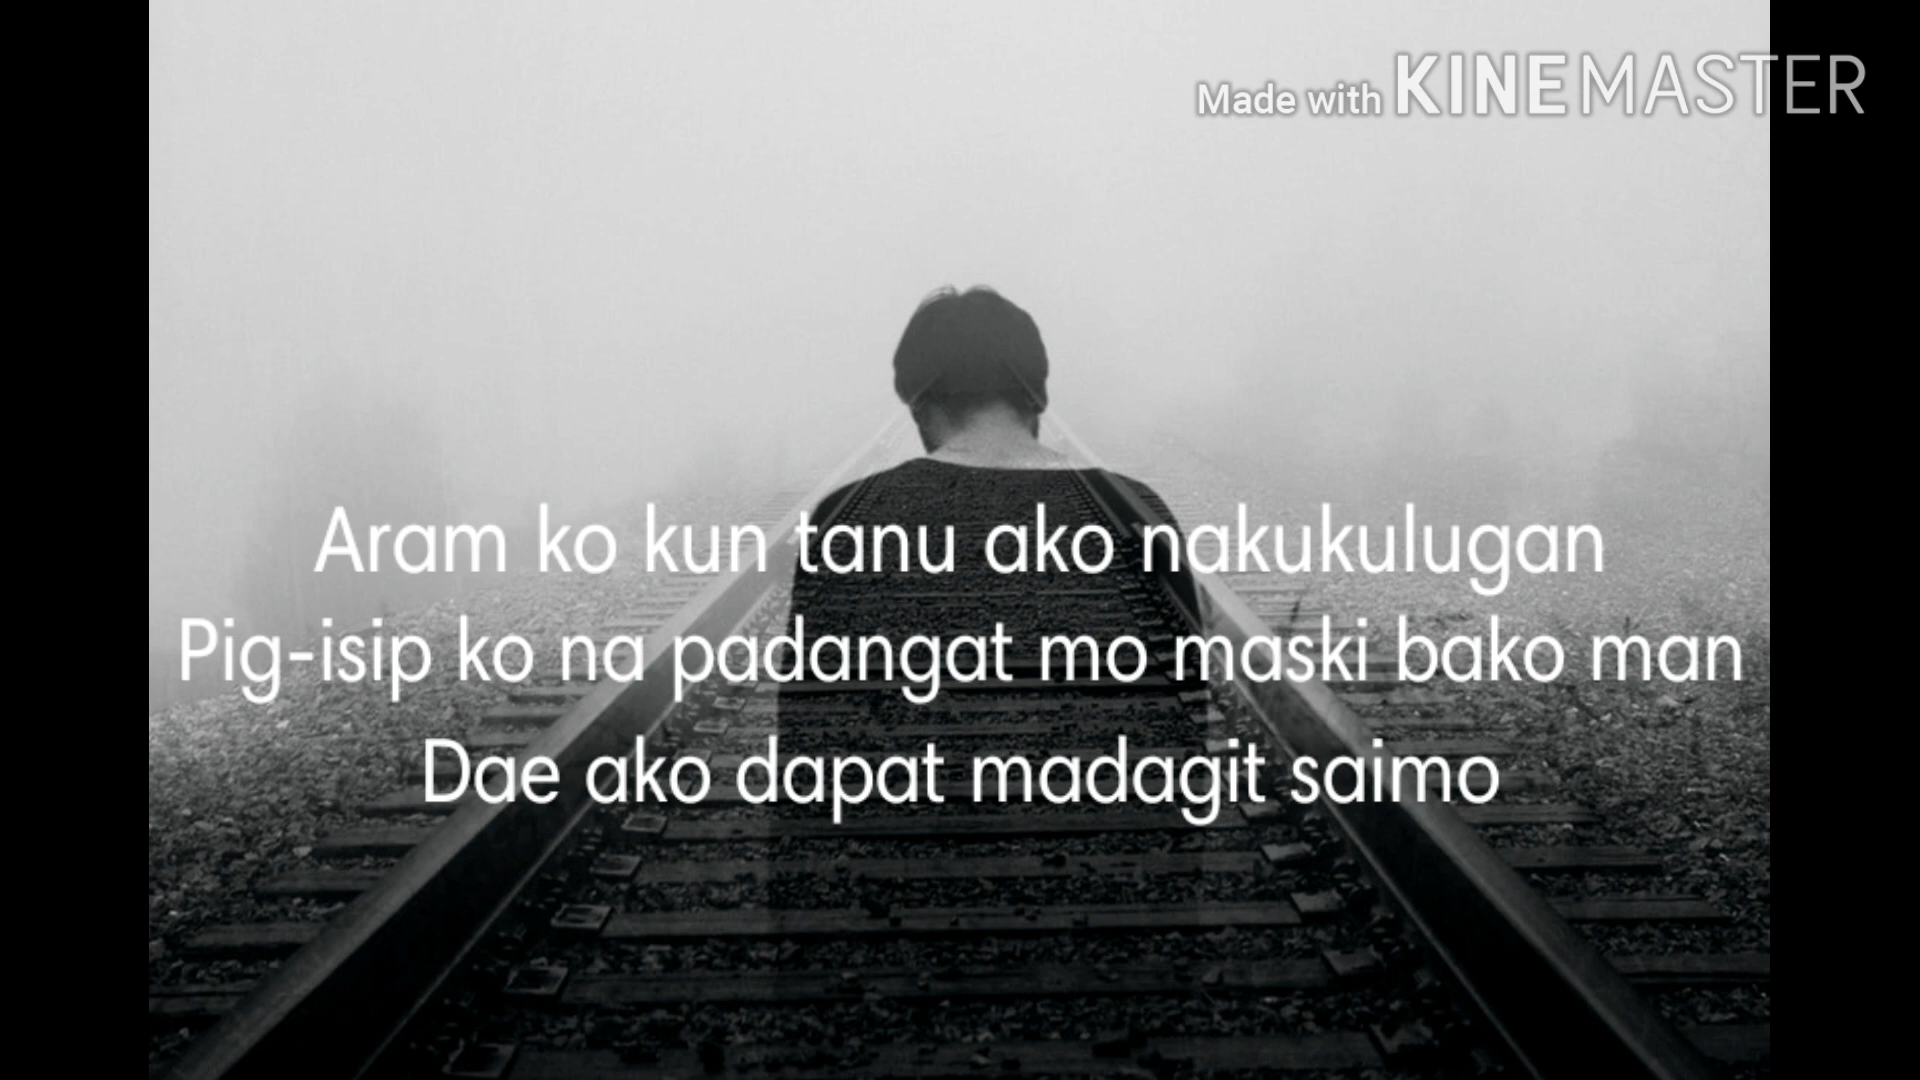 Made with KINEMASTER
Aram ko kun tanu ako nakukulugan
Pig-isip ko na padangat mo maski bako man
Dae ako dapat madagit saimo